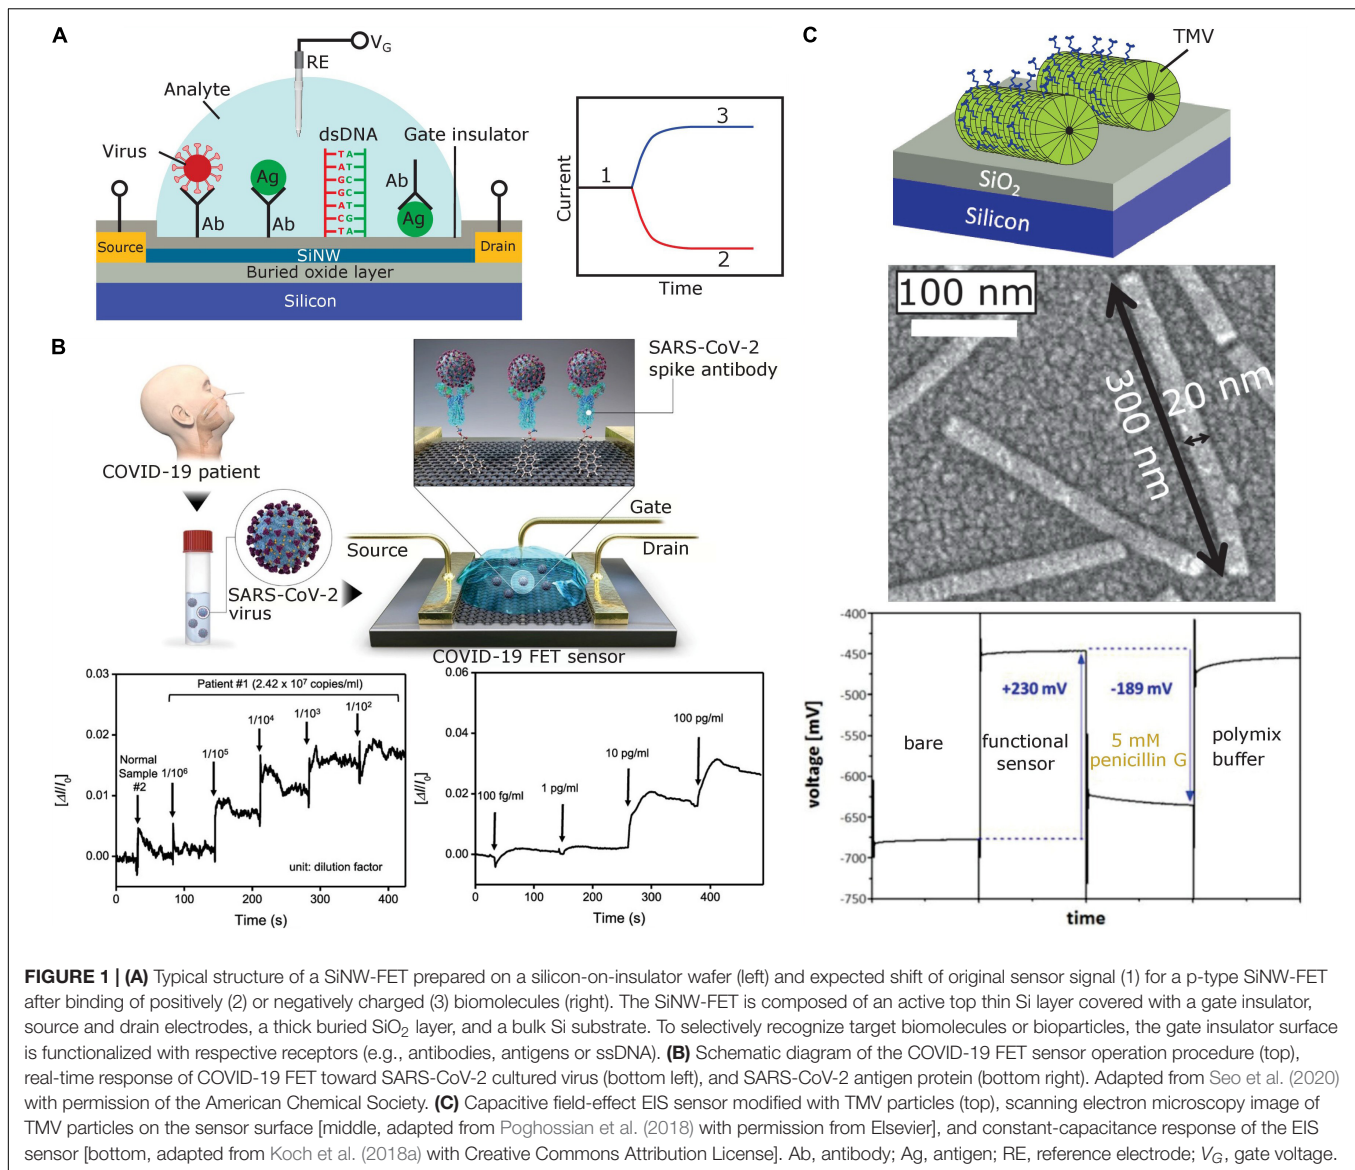 A
V_G
RE
Analyte
Virus
dsDNA
Gate insulator
T A
A T
G C
G C
A T
C G
T A
Ag
Ab
Ab
Ab
Ag
Source
SiNW
Drain
Buried oxide layer
Silicon
Current
1
3
2
Time
B
COVID-19 patient
SARS-CoV-2
virus
SARS-CoV-2
spike antibody
Gate
Source
Drain
COVID-19 FET sensor
0.03
0.02
0.01
0.00
[ΔI/I₀]
Patient #1 (2.42 x 10⁷ copies/ml)
Normal
Sample
#2
1/10⁶
1/10⁵
1/10⁴
1/10³
1/10²
unit: dilution factor
0 100 200 300 400
Time (s)
0.06
0.04
0.02
0.00
[ΔI/I₀]
100 fg/ml
1 pg/ml
10 pg/ml
100 pg/ml
0 100 200 300 400
Time (s)
C
TMV
SiO₂
Silicon
100 nm
300 nm
20 nm
-400
-450
-500
-550
-600
-650
-700
-750
voltage [mV]
+230 mV
-189 mV
bare
functional
sensor
5 mM
penicillin G
polymix
buffer
time
FIGURE 1 | (A) Typical structure of a SiNW-FET prepared on a silicon-on-insulator wafer (left) and expected shift of original sensor signal (1) for a p-type SiNW-FET
after binding of positively (2) or negatively charged (3) biomolecules (right). The SiNW-FET is composed of an active top thin Si layer covered with a gate insulator,
source and drain electrodes, a thick buried SiO₂ layer, and a bulk Si substrate. To selectively recognize target biomolecules or bioparticles, the gate insulator surface
is functionalized with respective receptors (e.g., antibodies, antigens or ssDNA). (B) Schematic diagram of the COVID-19 FET sensor operation procedure (top),
real-time response of COVID-19 FET toward SARS-CoV-2 cultured virus (bottom left), and SARS-CoV-2 antigen protein (bottom right). Adapted from Seo et al. (2020)
with permission of the American Chemical Society. (C) Capacitive field-effect EIS sensor modified with TMV particles (top), scanning electron microscopy image of
TMV particles on the sensor surface [middle, adapted from Poghossian et al. (2018) with permission from Elsevier], and constant-capacitance response of the EIS
sensor [bottom, adapted from Koch et al. (2018a) with Creative Commons Attribution License]. Ab, antibody; Ag, antigen; RE, reference electrode; V_G, gate voltage.